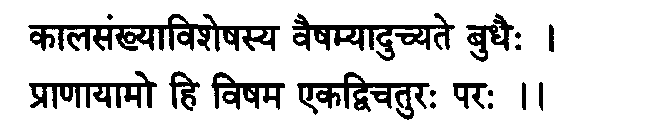 कालसंख्याविशेषस्य वैषम्यादुच्यते बुधैः ।
प्राणायामो हि विषम एकद्विचतुरः परः ।।